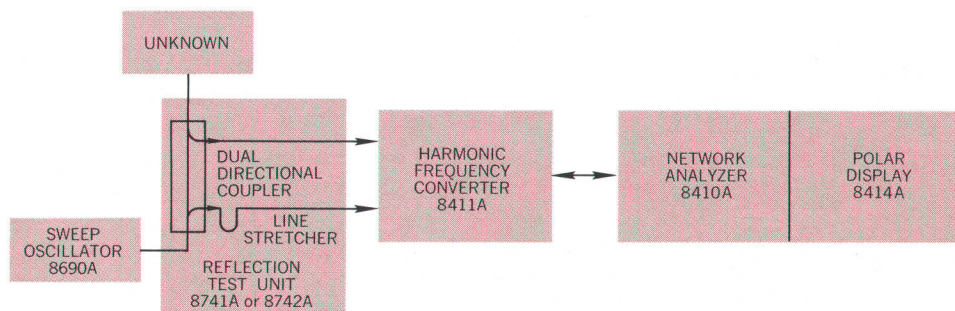 UNKNOWN
DUAL
DIRECTIONAL
COUPLER
LINE
STRETCHER
SWEEP
OSCILLATOR
8690A
REFLECTION
TEST UNIT
8741A or 8742A
HARMONIC
FREQUENCY
CONVERTER
8411A
NETWORK
ANALYZER
8410A
POLAR
DISPLAY
8414A